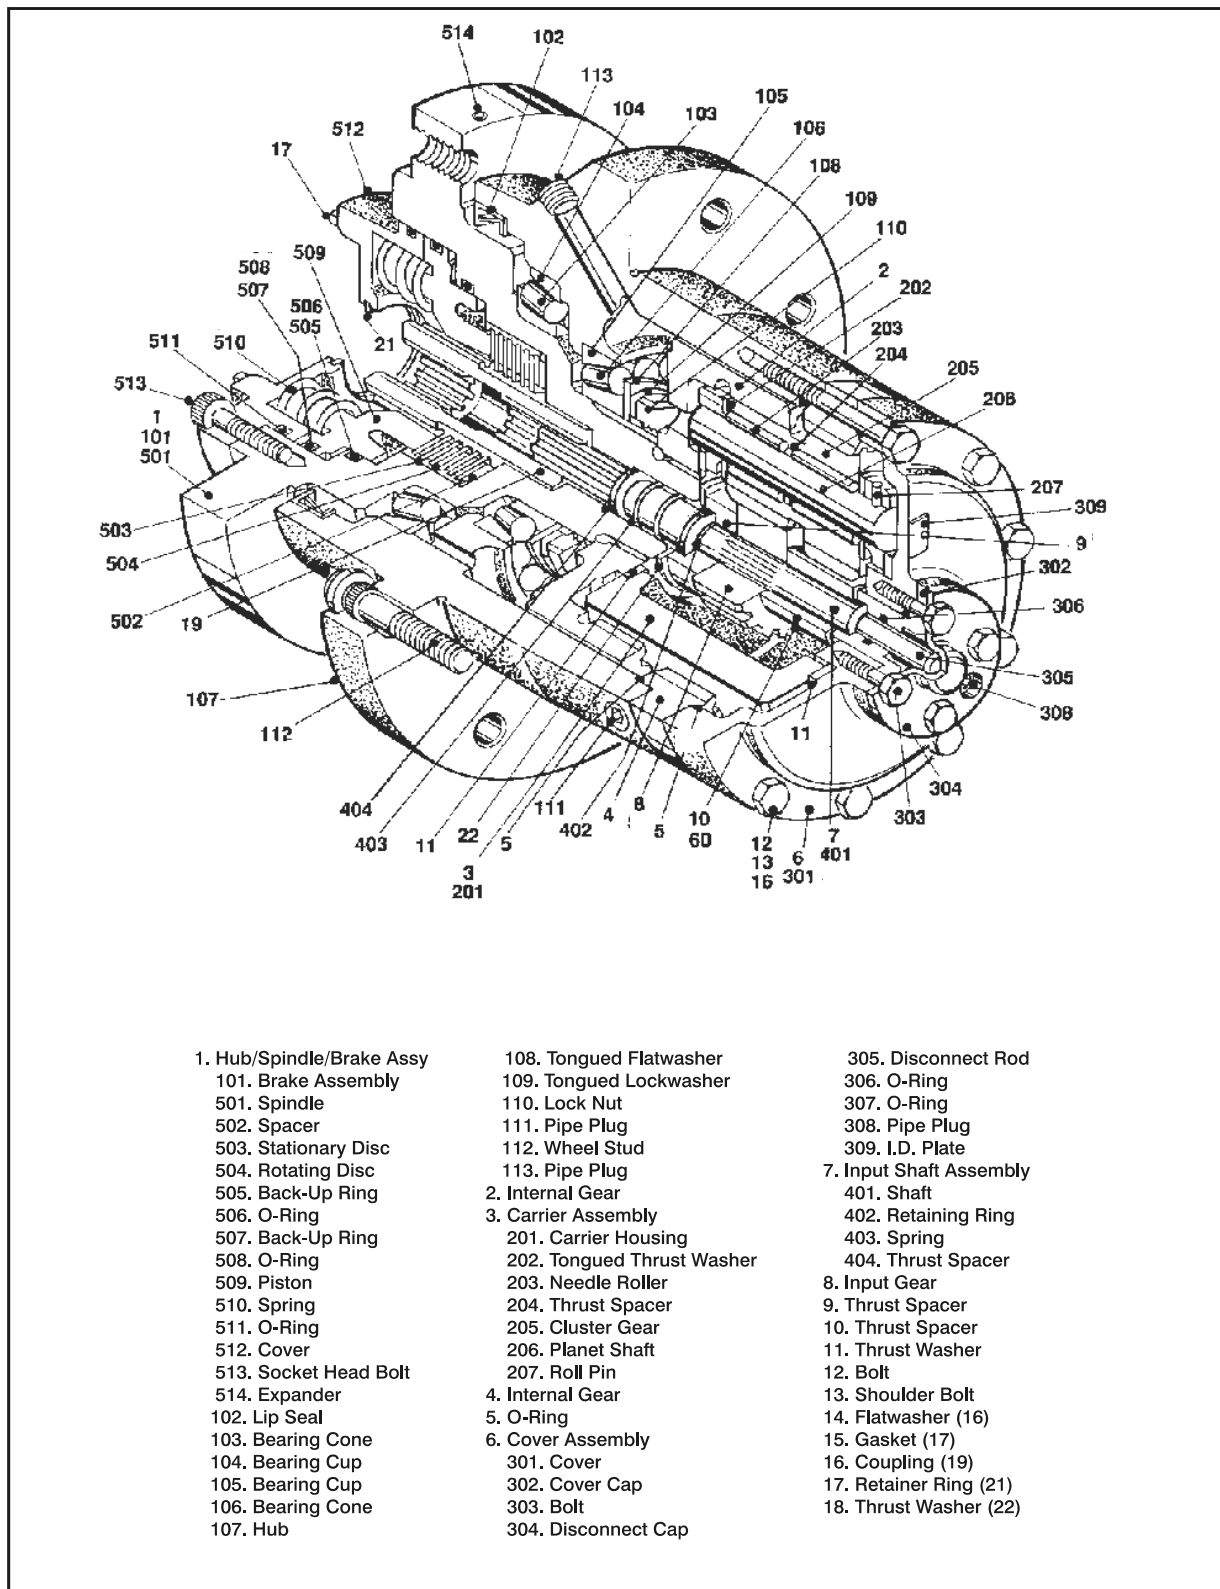 514
102
113
104
103
105
106
108
109
110
2
202
203
204
205
206
207
309
9
302
306
305
308
304
303
512
17
508 509
507
506
505
511
510
21
513
1
101
501
503
504
502
19
107
112
404
403
11
22
5
3
201
111
402
4
8
5
10
60
11
12
13
16
6
301
7
401
1. Hub/Spindle/Brake Assy
101. Brake Assembly
501. Spindle
502. Spacer
503. Stationary Disc
504. Rotating Disc
505. Back-Up Ring
506. O-Ring
507. Back-Up Ring
508. O-Ring
509. Piston
510. Spring
511. O-Ring
512. Cover
513. Socket Head Bolt
514. Expander
102. Lip Seal
103. Bearing Cone
104. Bearing Cup
105. Bearing Cup
106. Bearing Cone
107. Hub
108. Tongued Flatwasher
109. Tongued Lockwasher
110. Lock Nut
111. Pipe Plug
112. Wheel Stud
113. Pipe Plug
2. Internal Gear
3. Carrier Assembly
201. Carrier Housing
202. Tongued Thrust Washer
203. Needle Roller
204. Thrust Spacer
205. Cluster Gear
206. Planet Shaft
207. Roll Pin
4. Internal Gear
5. O-Ring
6. Cover Assembly
301. Cover
302. Cover Cap
303. Bolt
304. Disconnect Cap
305. Disconnect Rod
306. O-Ring
307. O-Ring
308. Pipe Plug
309. I.D. Plate
7. Input Shaft Assembly
401. Shaft
402. Retaining Ring
403. Spring
404. Thrust Spacer
8. Input Gear
9. Thrust Spacer
10. Thrust Spacer
11. Thrust Washer
12. Bolt
13. Shoulder Bolt
14. Flatwasher (16)
15. Gasket (17)
16. Coupling (19)
17. Retainer Ring (21)
18. Thrust Washer (22)